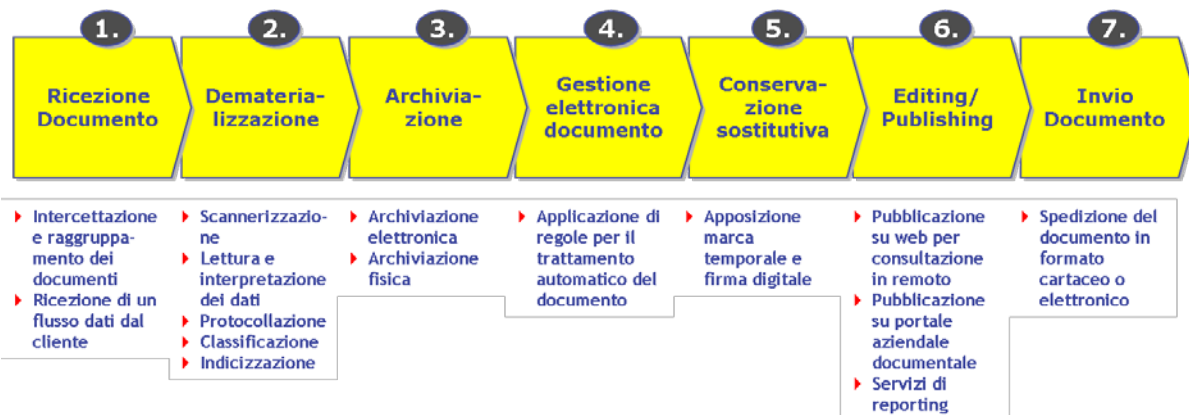 1.
Ricezione
Documento
2.
Demateria-
lizzazione
3.
Archivia-
zione
4.
Gestione
elettronica
documento
5.
Conserva-
zione
sostitutiva
6.
Editing/
Publishing
7.
Invio
Documento
Intercettazione
e raggruppa-
mento dei
documenti
Ricezione di un
flusso dati dal
cliente
Scannerizzazio-
ne
Lettura e
interpretazione
dei dati
Protocollazione
Classificazione
Indicizzazione
Archiviazione
elettronica
Archiviazione
fisica
Applicazione di
regole per il
trattamento
automatico del
documento
Apposizione
marca
temporale e
firma digitale
Pubblicazione
su web per
consultazione
in remoto
Pubblicazione
su portale
aziendale
documentale
Servizi di
reporting
Spedizione del
documento in
formato
cartaceo o
elettronico